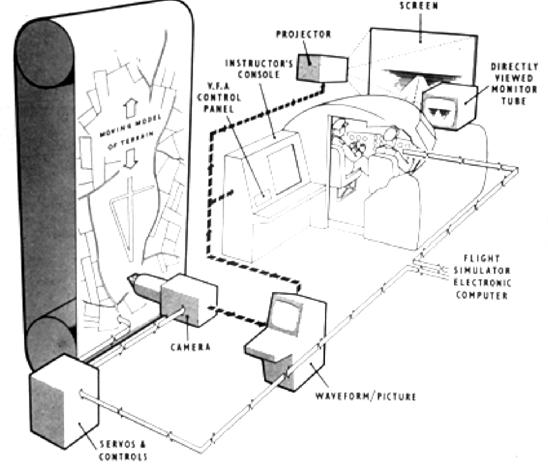 SCREEN
PROJECTOR
INSTRUCTOR'S
CONSOLE
V.F.A
CONTROL
PANEL
DIRECTLY
VIEWED
MONITOR
TUBE
MOVING MODEL
OF TERRAIN
FLIGHT
SIMULATOR
ELECTRONIC
COMPUTER
CAMERA
WAVEFORM/PICTURE
SERVOS &
CONTROLS